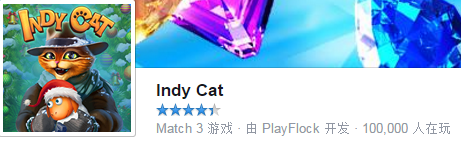 INDY CAT
Indy Cat
Match 3 游戏 · 由 PlayFlock 开发 · 100,000 人在玩